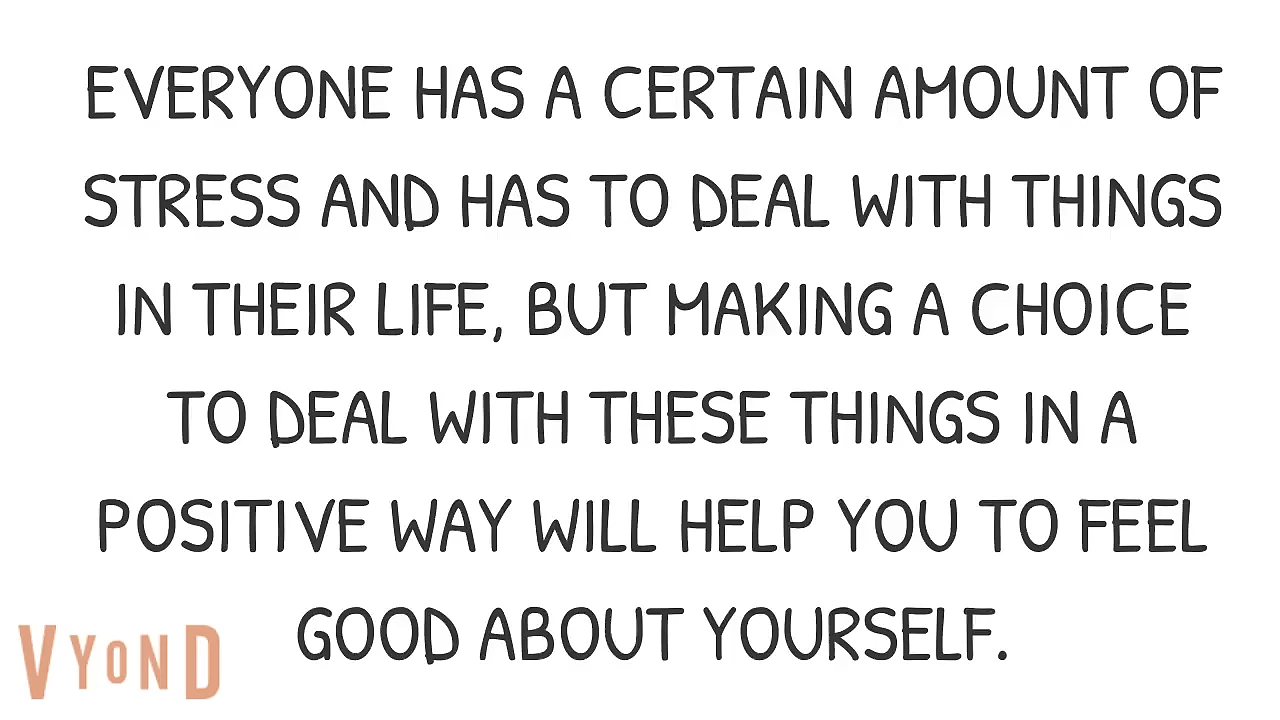 EVERYONE HAS A CERTAIN AMOUNT OF
STRESS AND HAS TO DEAL WITH THINGS
IN THEIR LIFE, BUT MAKING A CHOICE
TO DEAL WITH THESE THINGS IN A
POSITIVE WAY WILL HELP YOU TO FEEL
GOOD ABOUT YOURSELF.
VYOND